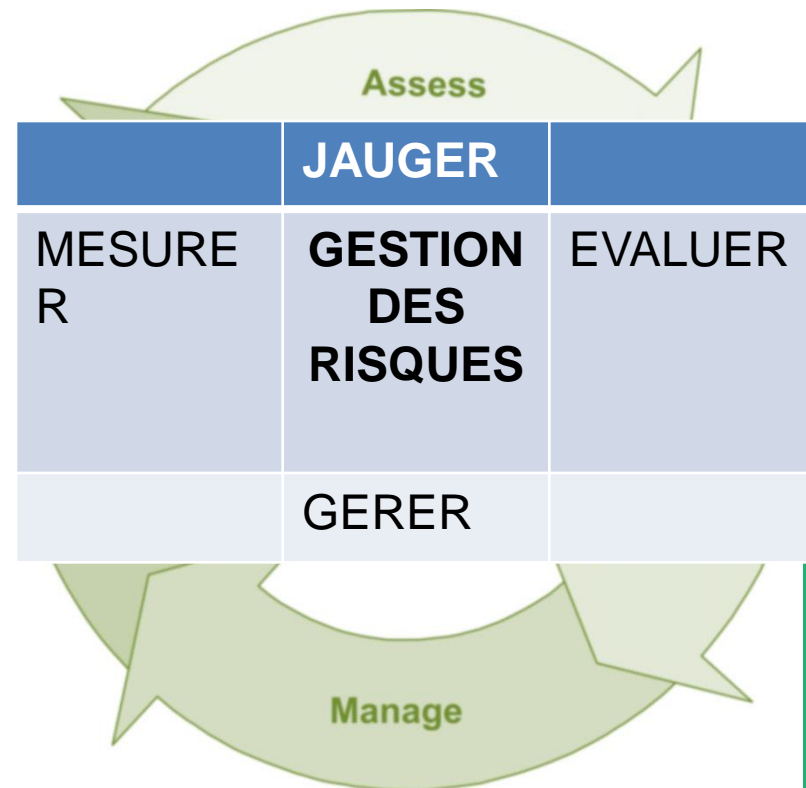 Assess
JAUGER
MESURE
R
GESTION
DES
RISQUES
EVALUER
GERER
Manage